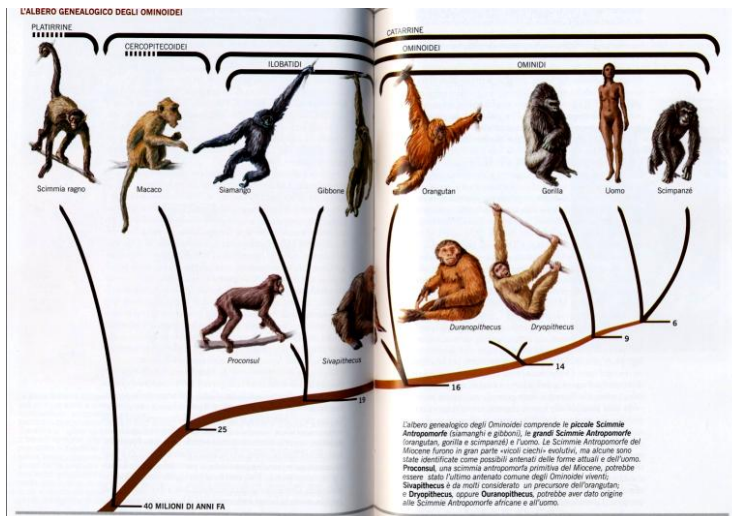 L'ALBERO GENEALOGICO DEGLI OMINOIDEI
PLATIRRINE
CATARRINE
CERCOPITECOIDEI
OMINOIDEI
ILOBATIDI
OMINIDI
Scimmia ragno
Macaco
Siamango
Gibbone
Orangutan
Gorilla
Uomo
Scimpanzé
Proconsul
Sivapithecus
Duranopithecus
Dryopithecus
6
9
14
16
19
25
40 MILIONI DI ANNI FA
L'albero genealogico degli Ominoidei comprende le piccole Scimmie
Antropomorfe (siamanghi e gibboni), le grandi Scimmie Antropomorfe
(orangutan, gorilla e scimpanzé) e l'uomo. Le Scimmie Antropomorfe del
Miocene furono in gran parte «vicoli ciechi» evolutivi, ma alcune sono
state identificate come possibili antenati delle forme attuali e dell'uomo.
Proconsul, una scimmia antropomorfa primitiva del Miocene, potrebbe
essere stato l'ultimo antenato comune degli Ominoidei viventi;
Sivapithecus è da molti considerato un precursore dell'orangutan;
e Dryopithecus, oppure Ouranopithecus, potrebbe aver dato origine
alle Scimmie Antropomorfe africane e all'uomo.